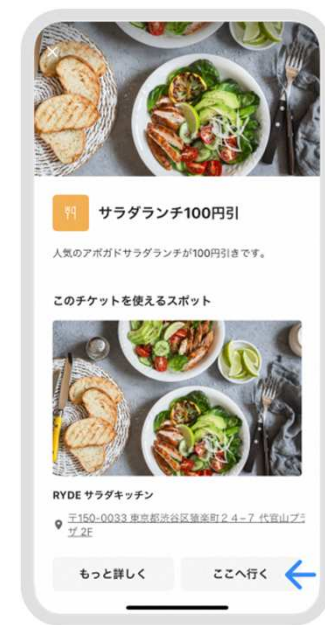 サラダランチ100円引
人気のアボガドサラダランチが100円引きです。
このチケットを使えるスポット
RYDE サラダキッチン
〒150-0033 東京都渋谷区猿楽町２４−７ 代官山プラ
ザ 2F
もっと詳しく
ここへ行く